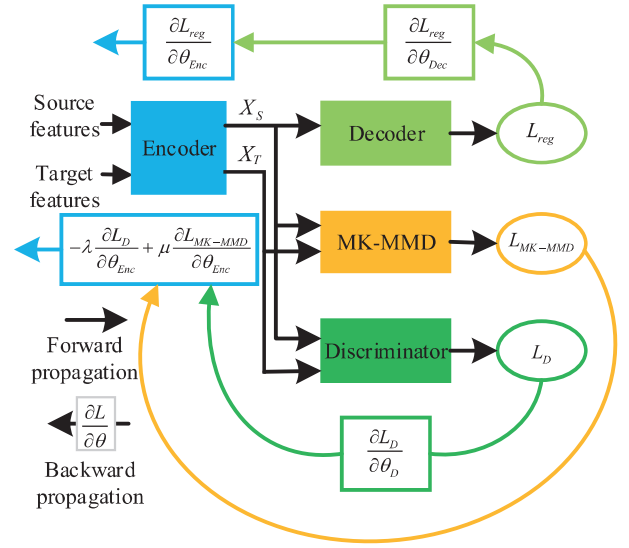 ∂L_reg / ∂θ_Enc
∂L_reg / ∂θ_Dec
Source
features
Target
features
Encoder
X_S
X_T
Decoder
L_reg
−λ ∂L_D / ∂θ_Enc + μ ∂L_MK−MMD / ∂θ_Enc
MK-MMD
L_MK−MMD
Forward
propagation
Discriminator
L_D
∂L / ∂θ
Backward
propagation
∂L_D / ∂θ_D